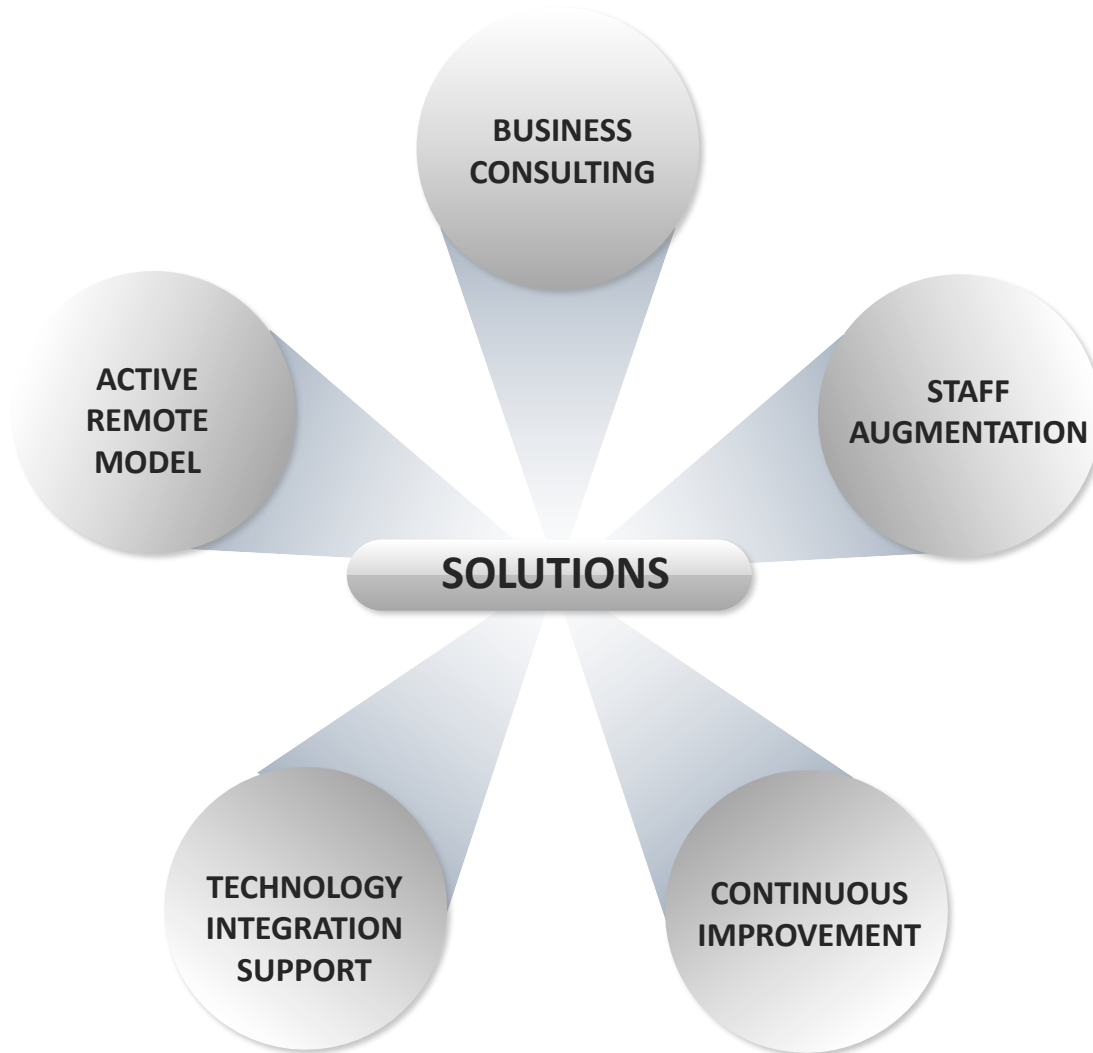 BUSINESS
CONSULTING
ACTIVE
REMOTE
MODEL
STAFF
AUGMENTATION
SOLUTIONS
TECHNOLOGY
INTEGRATION
SUPPORT
CONTINUOUS
IMPROVEMENT